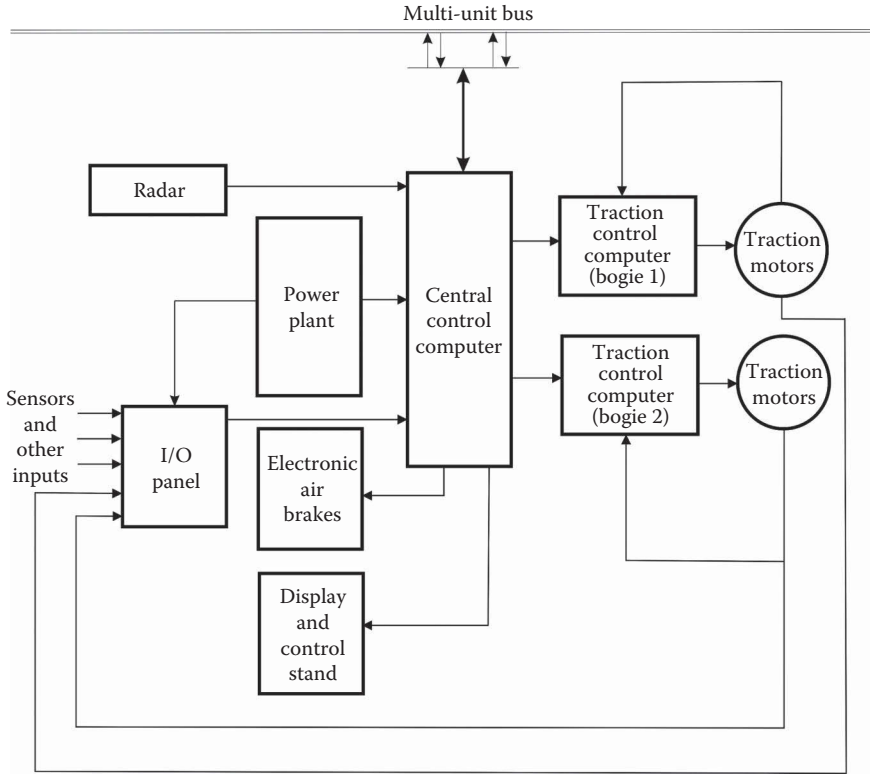 Multi-unit bus
Radar
Traction
control
computer
(bogie 1)
Traction
motors
Power
plant
Central
control
computer
Traction
control
computer
(bogie 2)
Traction
motors
Sensors
and
other
inputs
I/O
panel
Electronic
air
brakes
Display
and
control
stand